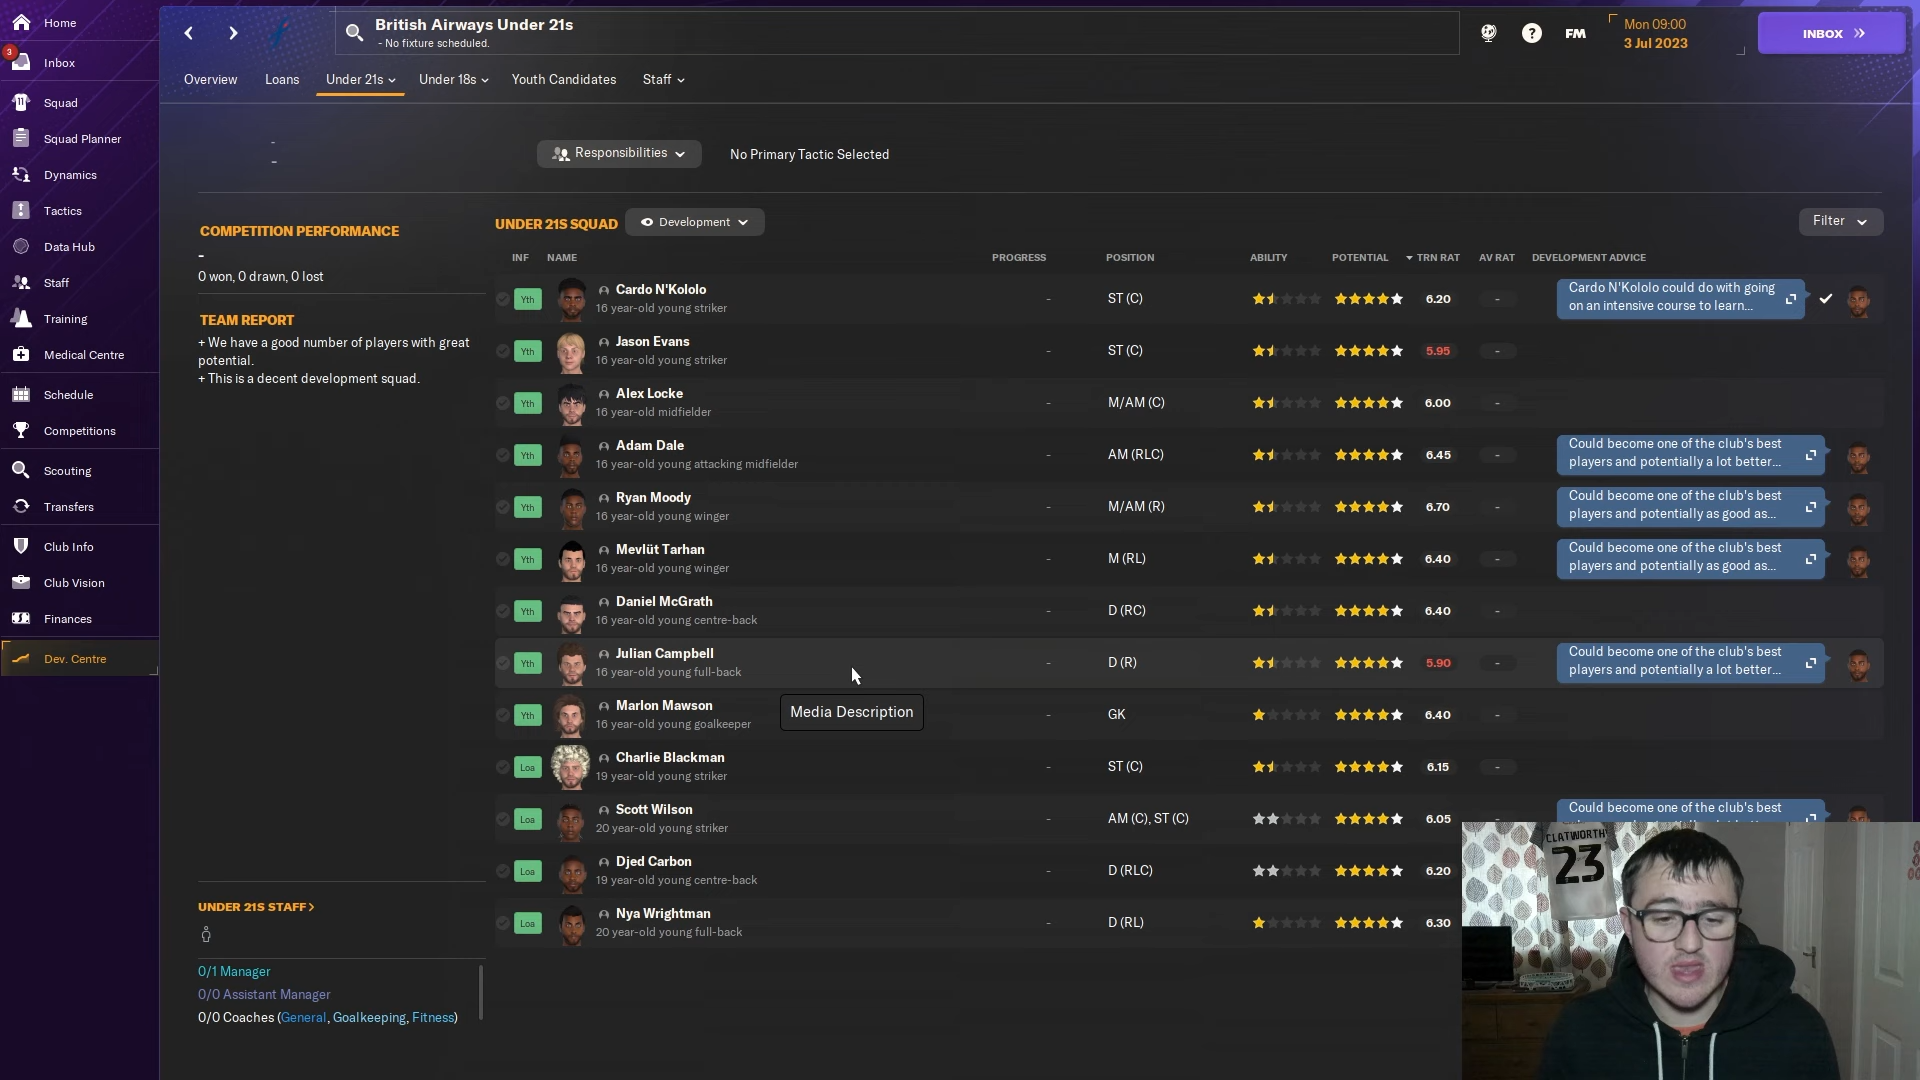 Home
British Airways Under 21s
- No fixture scheduled.
FM
Mon 09:00
3 Jul 2023
INBOX
3
Inbox
Squad
Squad Planner
Dynamics
Tactics
Data Hub
Staff
Training
Medical Centre
Schedule
Competitions
Scouting
Transfers
Club Info
Club Vision
Finances
Dev. Centre
Overview
Loans
Under 21s
Under 18s
Youth Candidates
Staff
-
-
Responsibilities
No Primary Tactic Selected
COMPETITION PERFORMANCE
-
0 won, 0 drawn, 0 lost
TEAM REPORT
+ We have a good number of players with great
potential.
+ This is a decent development squad.
UNDER 21S SQUAD
Development
Filter
INF NAME PROGRESS POSITION ABILITY POTENTIAL TRN RAT AV RAT DEVELOPMENT ADVICE
Yth Cardo N'Kololo - ST (C) 6.20 - Cardo N'Kololo could do with going
16 year-old striker on an intensive course to learn...
Yth Jason Evans - ST (C) 5.95 -
16 year-old striker
Yth Alex Locke - M/AM (C) 6.00 -
16 year-old midfielder
Yth Adam Dale - AM (RLC) 6.45 - Could become one of the club's best
16 year-old young attacking midfielder players and potentially a lot better...
Yth Ryan Moody - M/AM (R) 6.70 - Could become one of the club's best
16 year-old young winger players and potentially as good as...
Yth Mevlüt Tarhan - M (RL) 6.40 - Could become one of the club's best
16 year-old young winger players and potentially as good as...
Yth Daniel McGrath - D (RC) 6.40 -
16 year-old young centre-back
Yth Julian Campbell - D (R) 5.90 - Could become one of the club's best
16 year-old young full-back players and potentially a lot better...
Yth Marlon Mawson - GK 6.40 -
16 year-old young goalkeeper
Media Description
Loa Charlie Blackman - ST (C) 6.15 -
19 year-old young striker
Loa Scott Wilson - AM (C), ST (C) 6.05 - Could become one of the club's best
20 year-old young striker
Loa Djed Carbon - D (RLC) 6.20
19 year-old young centre-back
Loa Nya Wrightman - D (RL) 6.30
20 year-old young full-back
UNDER 21S STAFF >
0/1 Manager
0/0 Assistant Manager
0/0 Coaches (General, Goalkeeping, Fitness)
CLATWORTHY
23